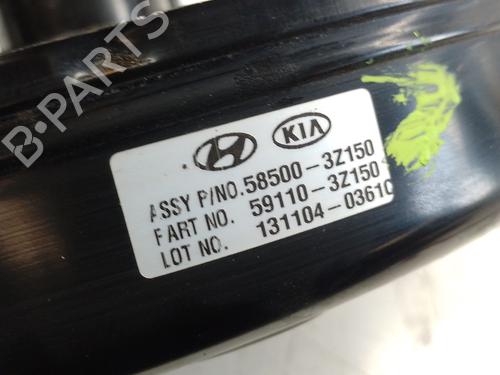 KIA
ASSY P/NO.58500-3Z150
PART NO. 59110-3Z150
LOT NO. 131104-03610
B-PARTS